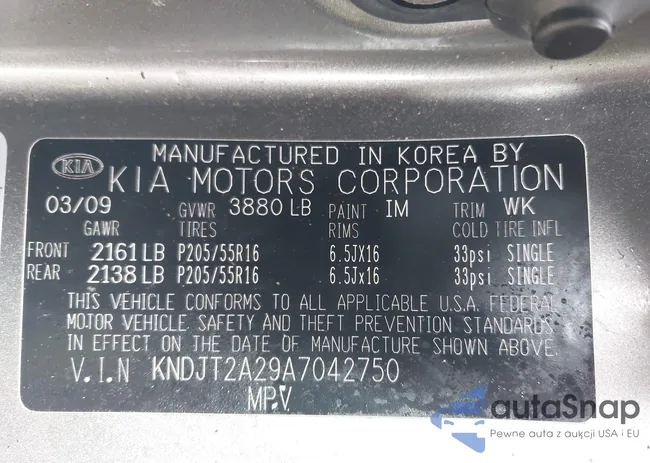 MANUFACTURED IN KOREA BY
KIA KIA MOTORS CORPORATION
03/09 GVWR 3880 LB PAINT IM TRIM WK
GAWR TIRES RIMS COLD TIRE INFL
FRONT 2161 LB P205/55R16 6.5JX16 33psi SINGLE
REAR 2138 LB P205/55R16 6.5Jx16 33psi SINGLE
THIS VEHICLE CONFORMS TO ALL APPLICABLE U.S.A. FEDERAL
MOTOR VEHICLE SAFETY AND THEFT PREVENTION STANDARDS
IN EFFECT ON THE DATE OF MANUFACTURE SHOWN ABOVE.
V.I.N KNDJT2A29A7042750
M.P.V
autaSnap
Pewne auta z aukcji USA i EU